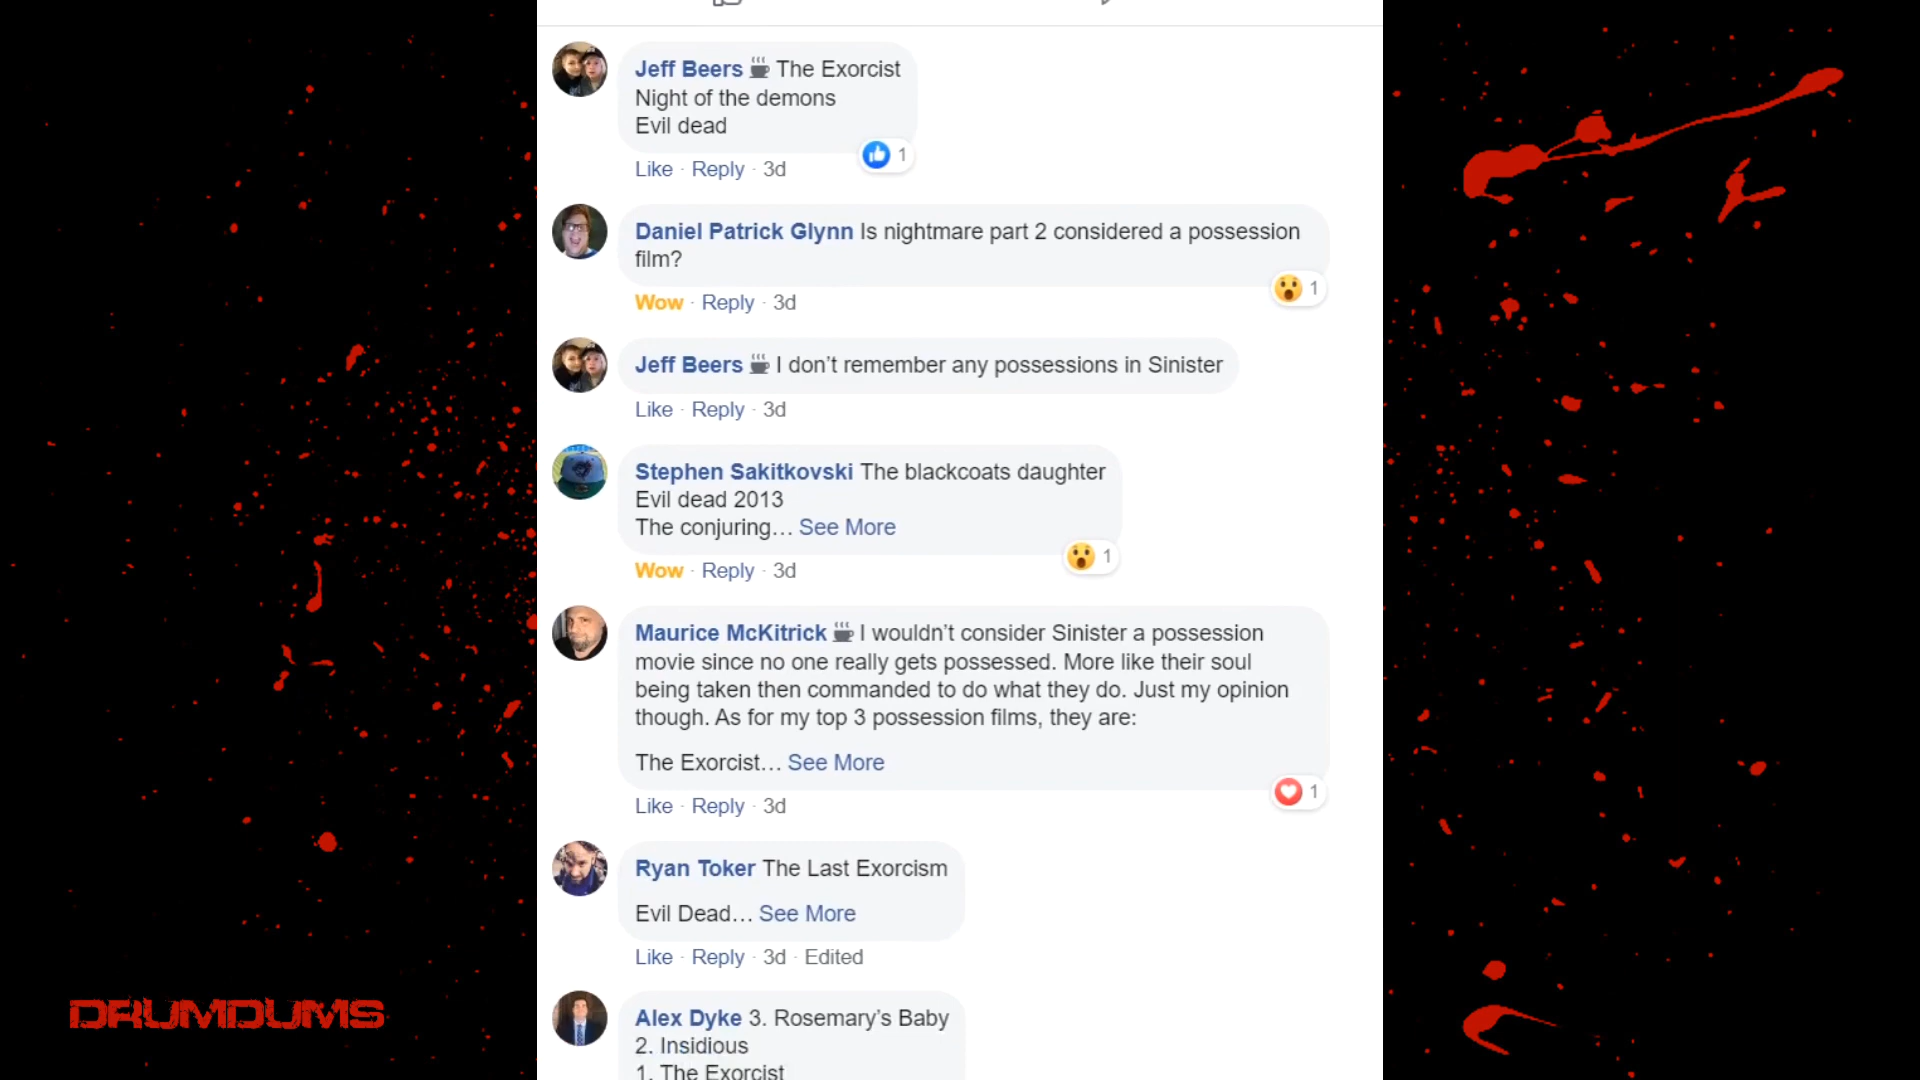 Jeff Beers The Exorcist
Night of the demons
Evil dead
1
Like · Reply · 3d
Daniel Patrick Glynn Is nightmare part 2 considered a possession
film?
1
Wow · Reply · 3d
Jeff Beers I don’t remember any possessions in Sinister
Like · Reply · 3d
Stephen Sakitkovski The blackcoats daughter
Evil dead 2013
The conjuring… See More
1
Wow · Reply · 3d
Maurice McKitrick I wouldn’t consider Sinister a possession
movie since no one really gets possessed. More like their soul
being taken then commanded to do what they do. Just my opinion
though. As for my top 3 possession films, they are:
The Exorcist… See More
1
Like · Reply · 3d
Ryan Toker The Last Exorcism
Evil Dead… See More
Like · Reply · 3d · Edited
Alex Dyke 3. Rosemary’s Baby
2. Insidious
1. The Exorcist
DRUMDUMS